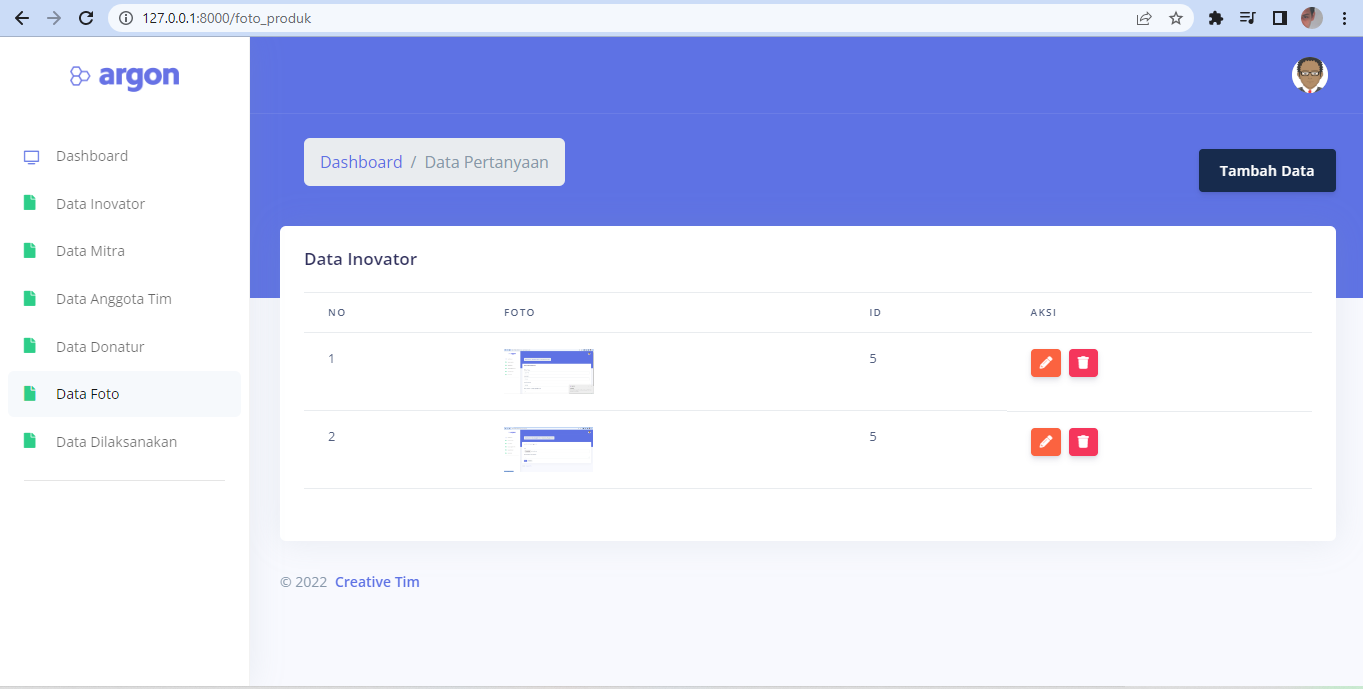 127.0.0.1:8000/foto_produk
argon
Dashboard
Data Inovator
Data Mitra
Data Anggota Tim
Data Donatur
Data Foto
Data Dilaksanakan
Dashboard / Data Pertanyaan
Tambah Data
Data Inovator
NO FOTO ID AKSI
1 5
2 5
© 2022 Creative Tim